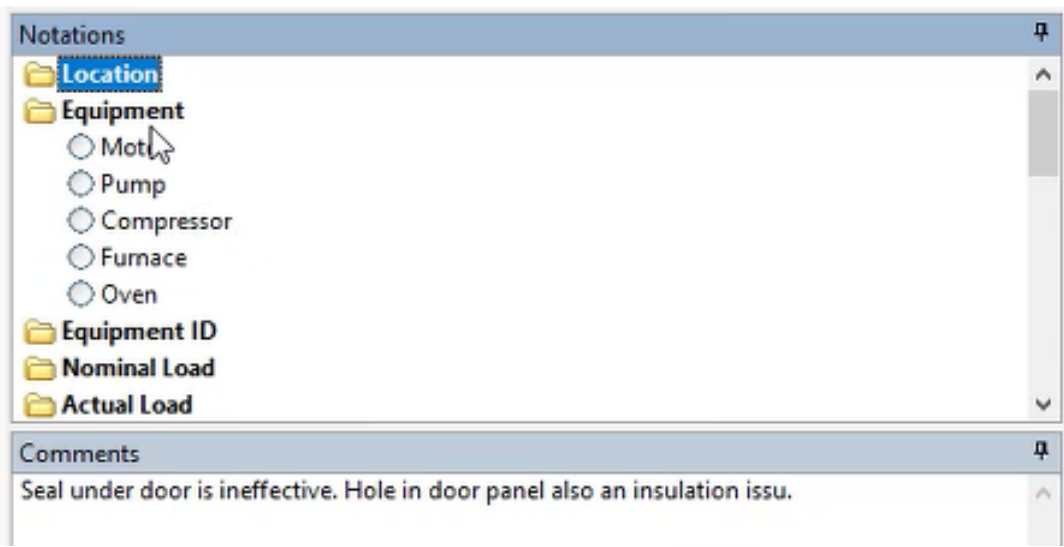 Notations
Location
Equipment
Pump
Compressor
Furnace
Oven
Equipment ID
Nominal Load
Actual Load
Comments
Seal under door is ineffective. Hole in door panel also an insulation issu.